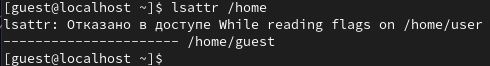 [guest@localhost ~]$ lsattr /home
lsattr: Отказано в доступе While reading flags on /home/user
---------------------- /home/guest
[guest@localhost ~]$